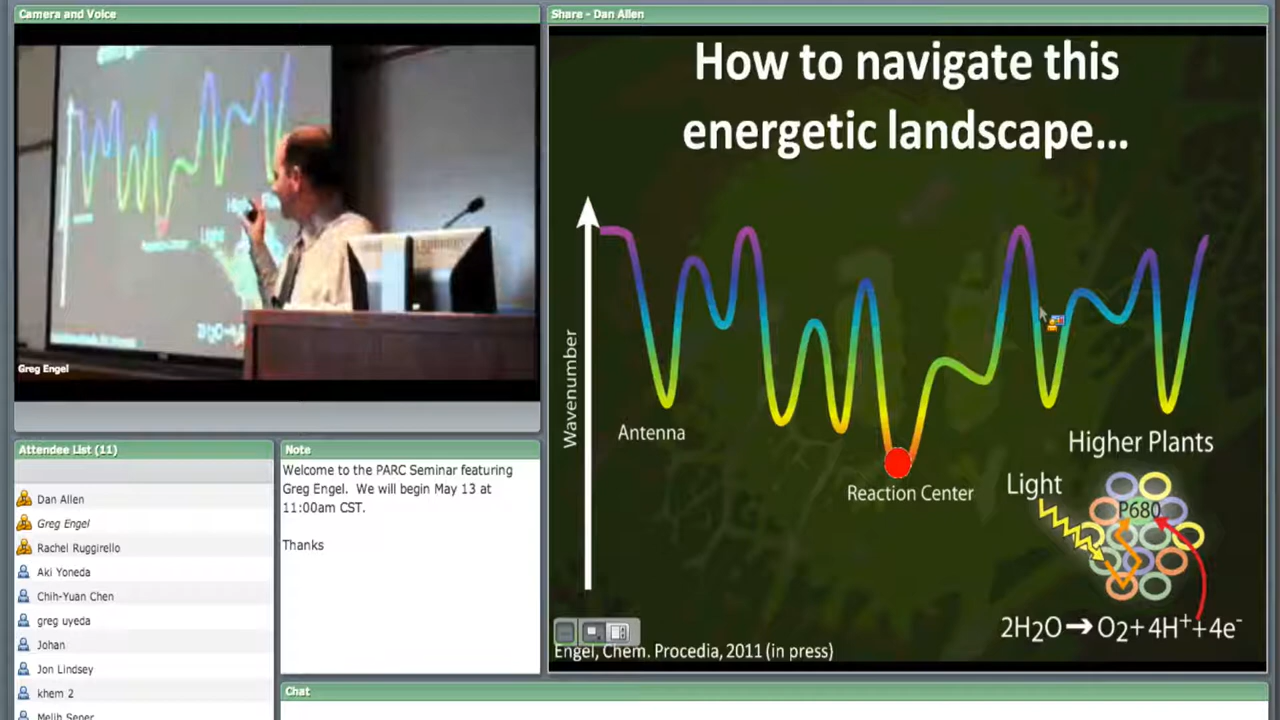 Camera and Voice
Greg Engel
Attendee List (11)
Dan Allen
Greg Engel
Rachel Ruggirello
Aki Yoneda
Chih-Yuan Chen
greg uyeda
Johan
Jon Lindsey
khem 2
Melih Sener
Note
Welcome to the PARC Seminar featuring
Greg Engel.  We will begin May 13 at
11:00am CST.
Thanks
Chat
Share - Dan Allen
How to navigate this
energetic landscape...
Wavenumber
Antenna
Reaction Center
Higher Plants
Light
P680
2H₂O➔O₂+4H⁺+4e⁻
Engel, Chem. Procedia, 2011 (in press)